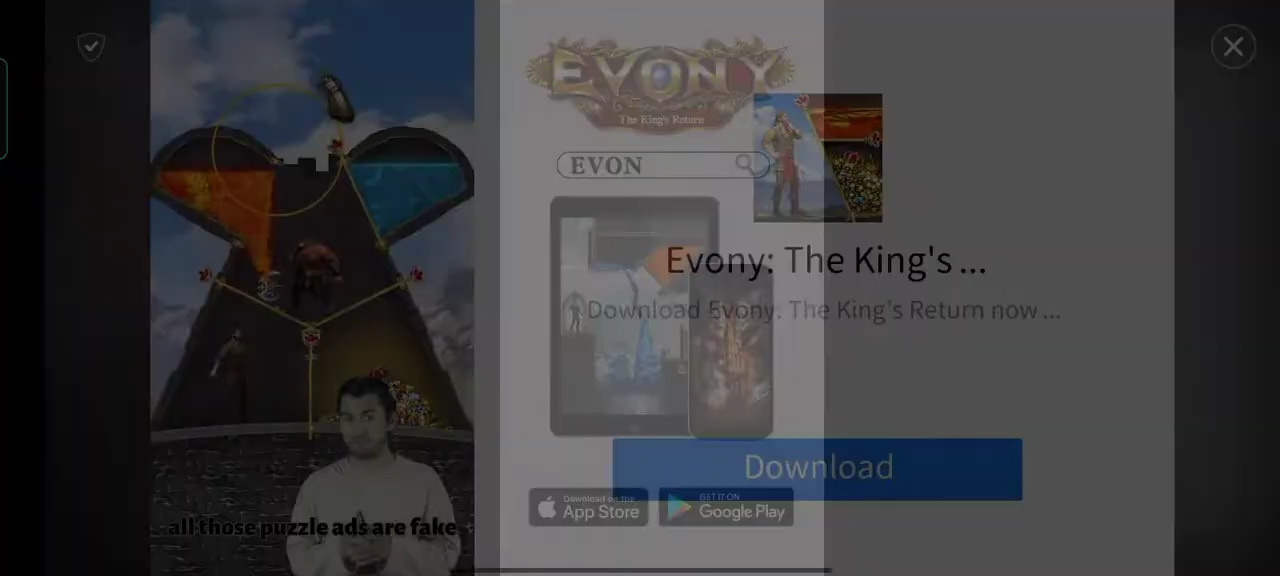 EVONY
The King's Return
EVON
Evony: The King's ...
Download Evony: The King's Return now ...
Download
Download on the
App Store
GET IT ON
Google Play
all those puzzle ads are fake